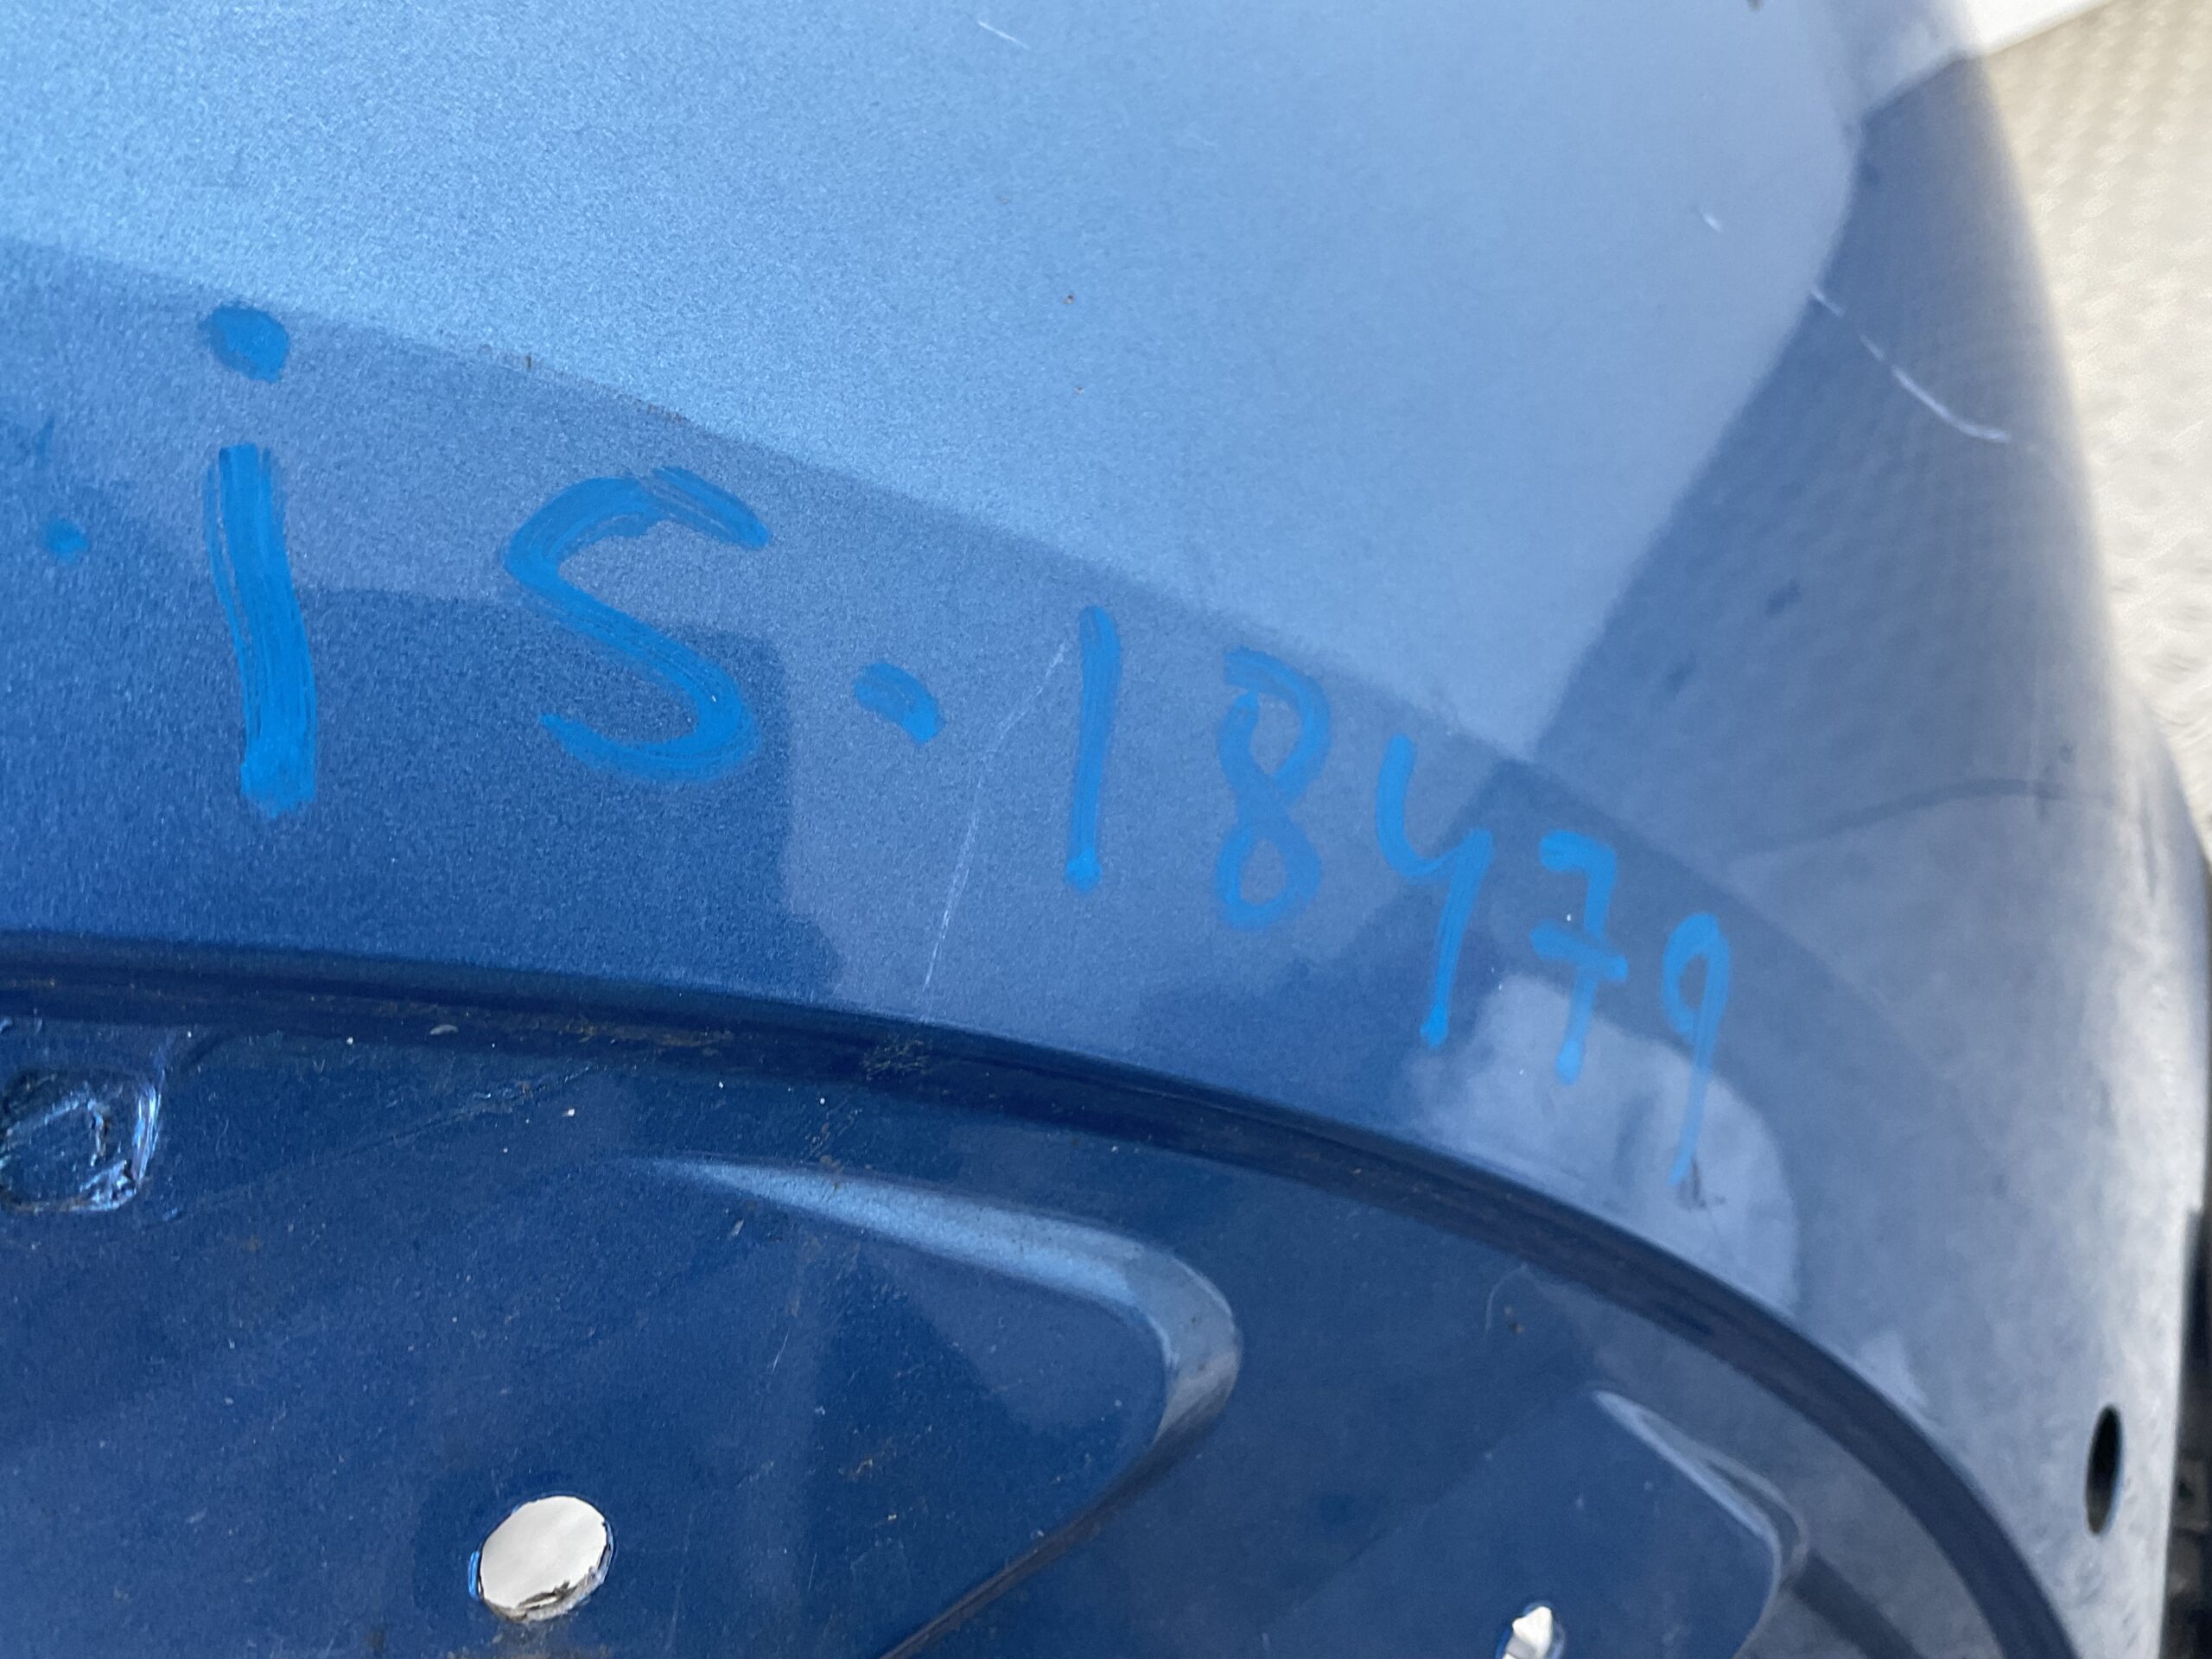 . i S . 18479